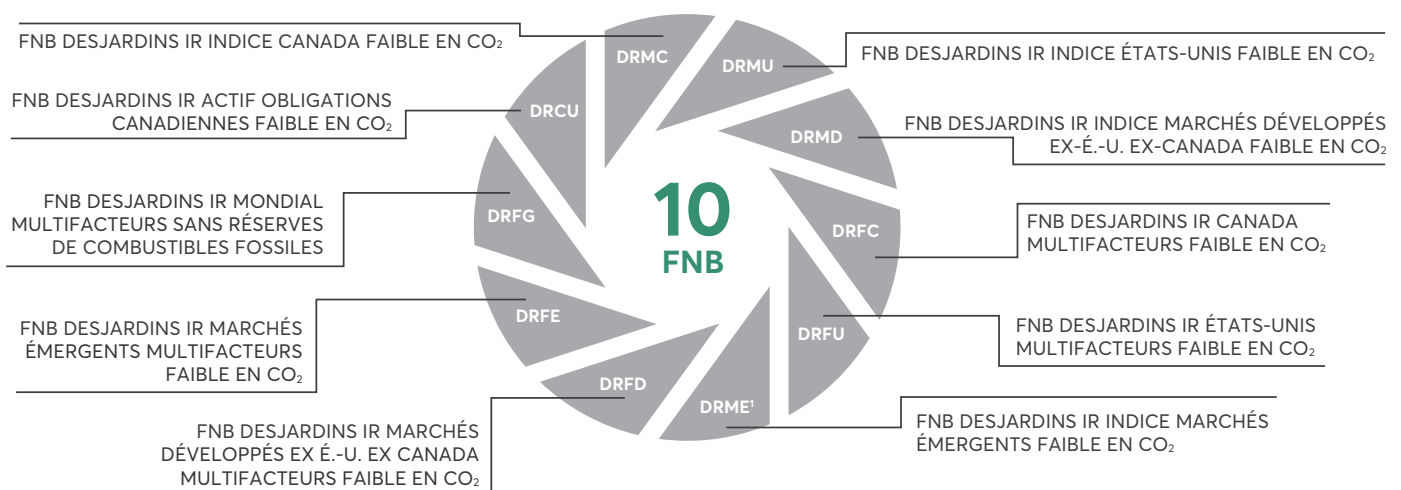 FNB DESJARDINS IR INDICE CANADA FAIBLE EN CO₂
FNB DESJARDINS IR ACTIF OBLIGATIONS
CANADIENNES FAIBLE EN CO₂
FNB DESJARDINS IR MONDIAL
MULTIFACTEURS SANS RÉSERVES
DE COMBUSTIBLES FOSSILES
FNB DESJARDINS IR MARCHÉS
ÉMERGENTS MULTIFACTEURS
FAIBLE EN CO₂
FNB DESJARDINS IR MARCHÉS
DÉVELOPPÉS EX É.-U. EX CANADA
MULTIFACTEURS FAIBLE EN CO₂
DRMC
DRMU
DRCU
DRMD
DRFG
DRFC
DRFE
DRFU
DRFD
DRME¹
10
FNB
FNB DESJARDINS IR INDICE ÉTATS-UNIS FAIBLE EN CO₂
FNB DESJARDINS IR INDICE MARCHÉS DÉVELOPPÉS
EX-É.-U. EX-CANADA FAIBLE EN CO₂
FNB DESJARDINS IR CANADA
MULTIFACTEURS FAIBLE EN CO₂
FNB DESJARDINS IR ÉTATS-UNIS
MULTIFACTEURS FAIBLE EN CO₂
FNB DESJARDINS IR INDICE MARCHÉS
ÉMERGENTS FAIBLE EN CO₂